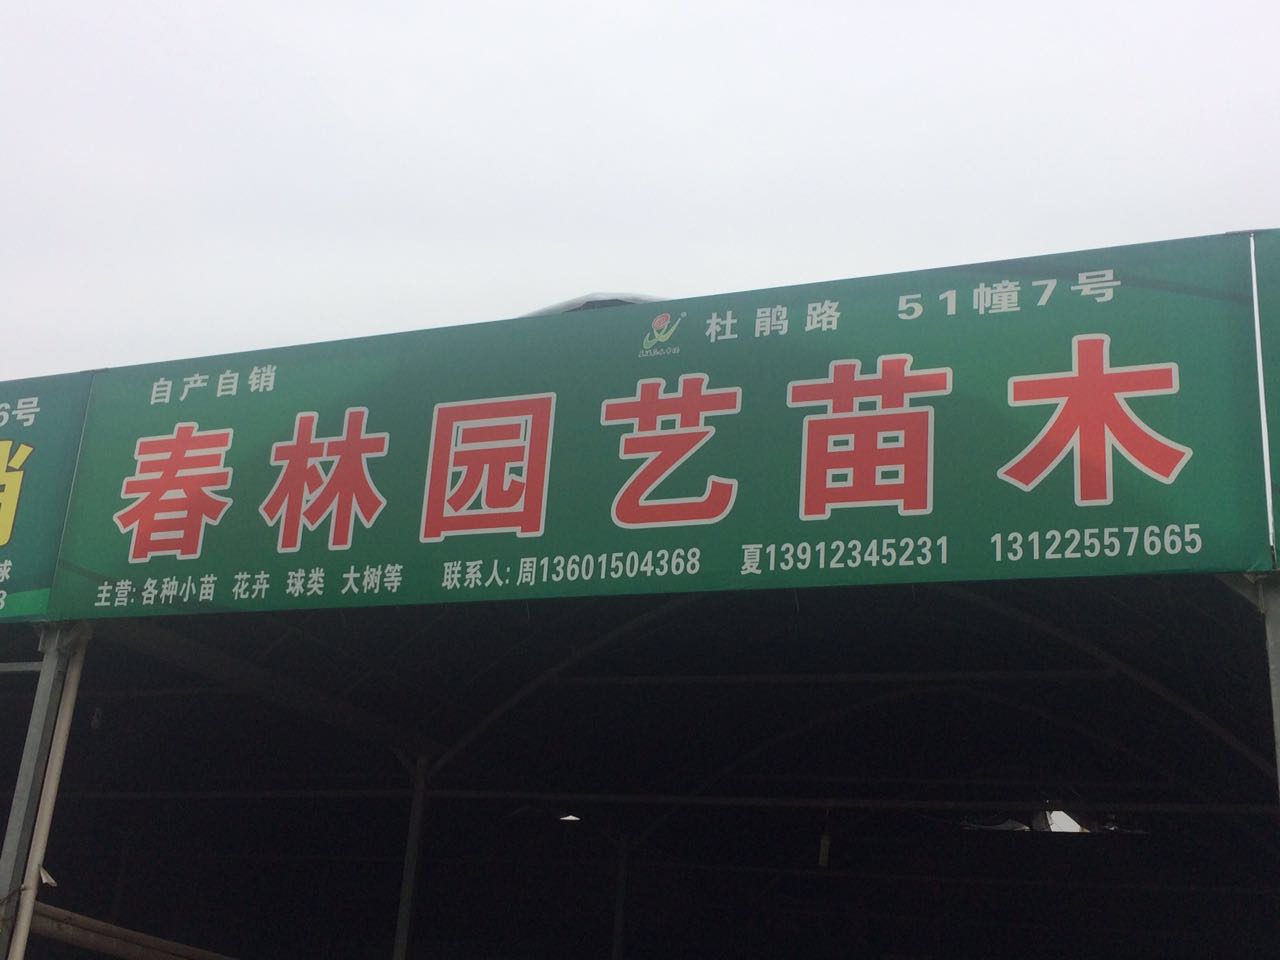 杜鹃路 51幢7号
自产自销
春林园艺苗木
主营: 各种小苗 花卉 球类 大树等 联系人: 周13601504368 夏13912345231 13122557665
6号
球